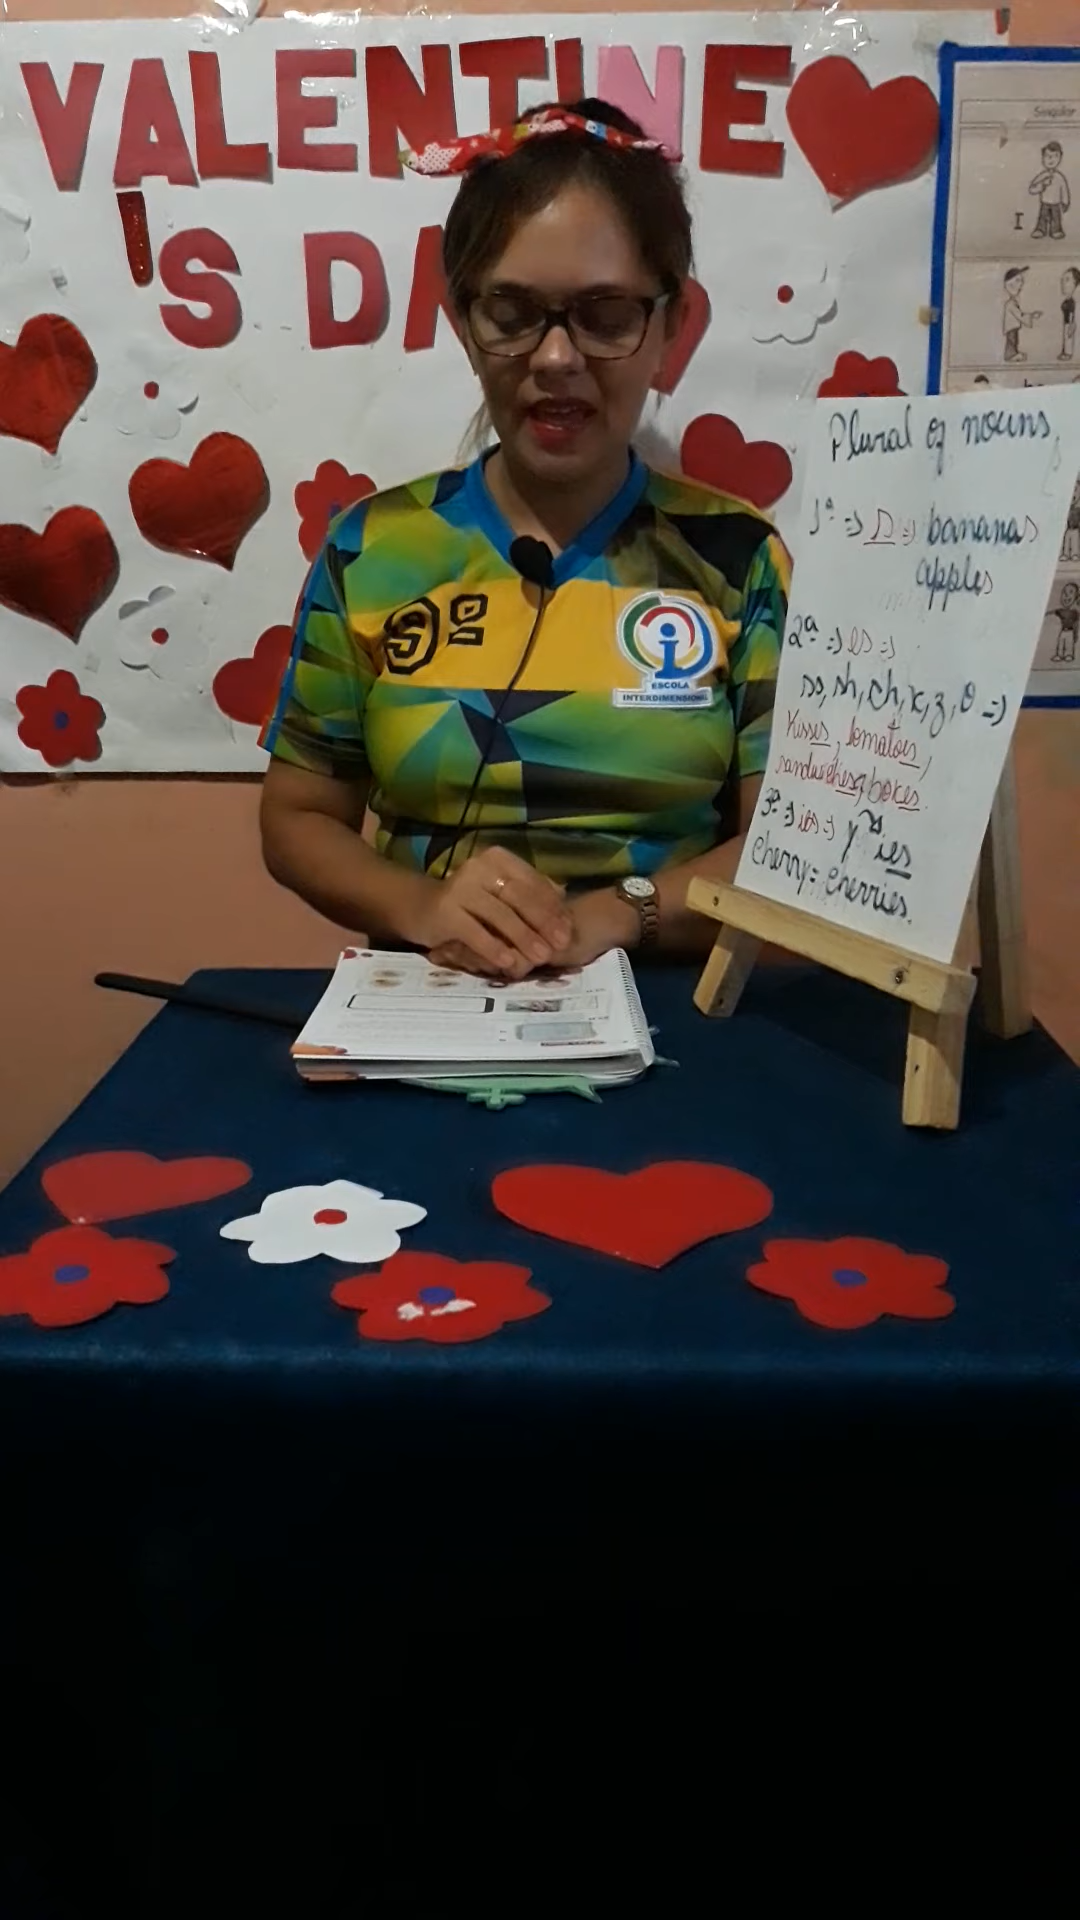 VALENTINE
'S DA
Singular
I
9º
ESCOLA
INTERDIMENSIONAL
Plural of nouns
1ª => s => bananas
apples
2ª => es =>
ss, sh, ch, x, z, o =>
Kisses, tomatoes,
sandwiches, boxes.
3ª => ies => y ies
cherry = cherries.